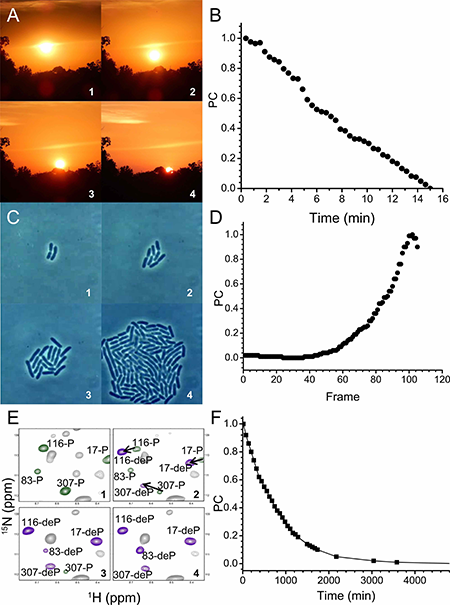 A
1
2
3
4
B
PC
1.0
0.8
0.6
0.4
0.2
0.0
0 2 4 6 8 10 12 14 16
Time (min)
C
1
2
3
4
D
PC
1.0
0.8
0.6
0.4
0.2
0.0
0 20 40 60 80 100 120
Frame
E
116-P
17-P
83-P
307-P
1
116-P
17-P
116-deP
17-deP
83-P
307-P
307-deP
2
116-deP
17-deP
83-deP
307-deP
307-P
3
116-deP
17-deP
83-deP
307-deP
4
15N (ppm)
1H (ppm)
F
PC
1.0
0.8
0.6
0.4
0.2
0.0
0 1000 2000 3000 4000
Time (min)